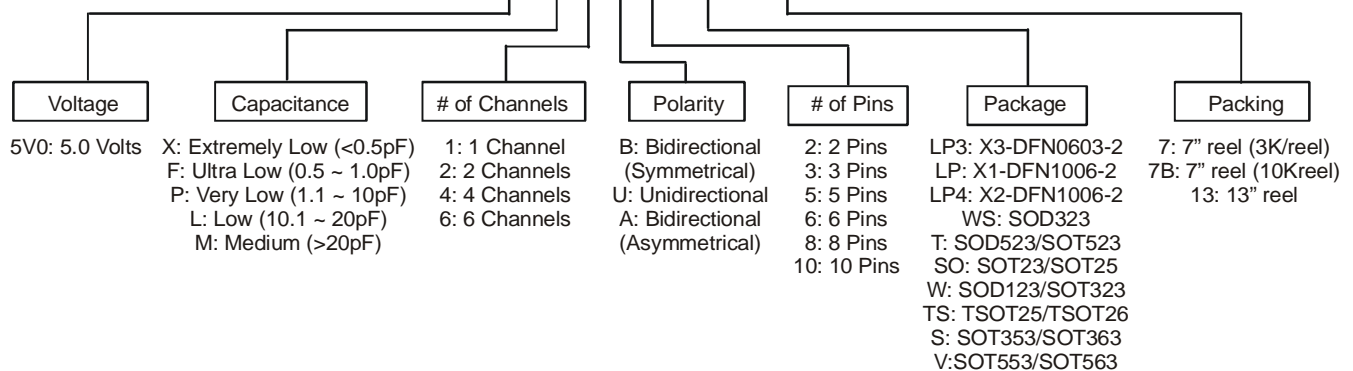 Voltage
Capacitance
# of Channels
Polarity
# of Pins
Package
Packing
5V0: 5.0 Volts
X: Extremely Low (<0.5pF)
F: Ultra Low (0.5 ~ 1.0pF)
P: Very Low (1.1 ~ 10pF)
L: Low (10.1 ~ 20pF)
M: Medium (>20pF)
1: 1 Channel
2: 2 Channels
4: 4 Channels
6: 6 Channels
B: Bidirectional
(Symmetrical)
U: Unidirectional
A: Bidirectional
(Asymmetrical)
2: 2 Pins
3: 3 Pins
5: 5 Pins
6: 6 Pins
8: 8 Pins
10: 10 Pins
LP3: X3-DFN0603-2
LP: X1-DFN1006-2
LP4: X2-DFN1006-2
WS: SOD323
T: SOD523/SOT523
SO: SOT23/SOT25
W: SOD123/SOT323
TS: TSOT25/TSOT26
S: SOT353/SOT363
V:SOT553/SOT563
7: 7” reel (3K/reel)
7B: 7” reel (10Kreel)
13: 13” reel